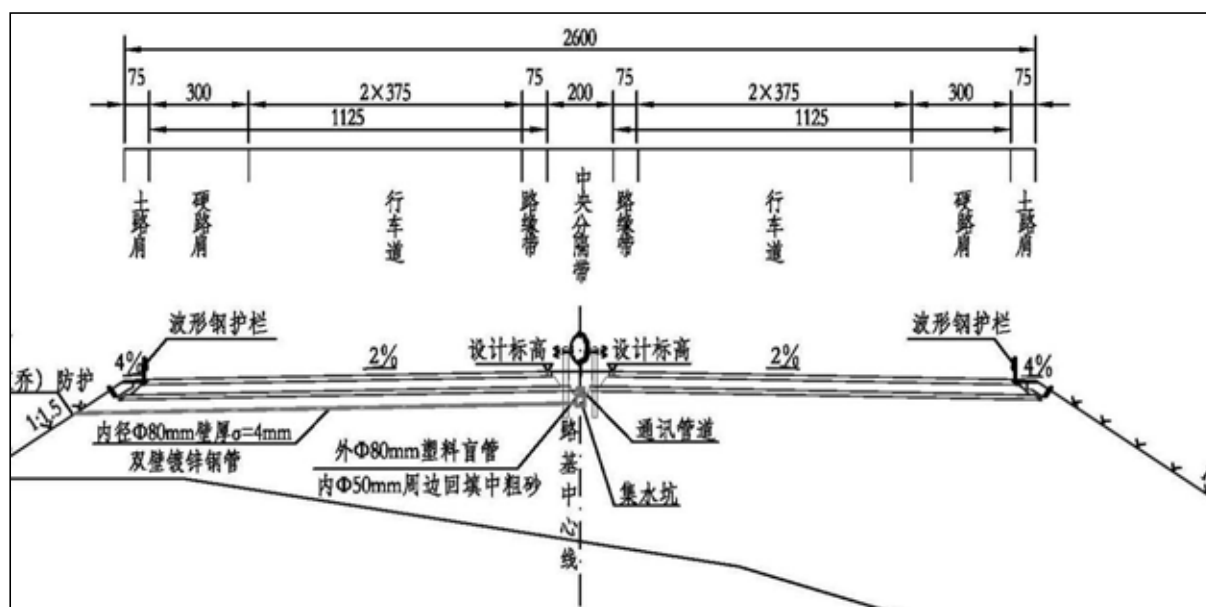 2600
75 300 2×375 75 200 75 2×375 300 75
1125 1125
土路肩
硬路肩
行车道
路缘带
中央分隔带
路缘带
行车道
硬路肩
土路肩
波形钢护栏 波形钢护栏
设计标高 设计标高
4% 2% 2% 4%
乔）防护
1:1.5
内径Φ80mm壁厚σ=4mm
双壁镀锌钢管
外Φ80mm塑料盲管
内Φ50mm周边回填中粗砂
通讯管道
集水坑
路基中心线